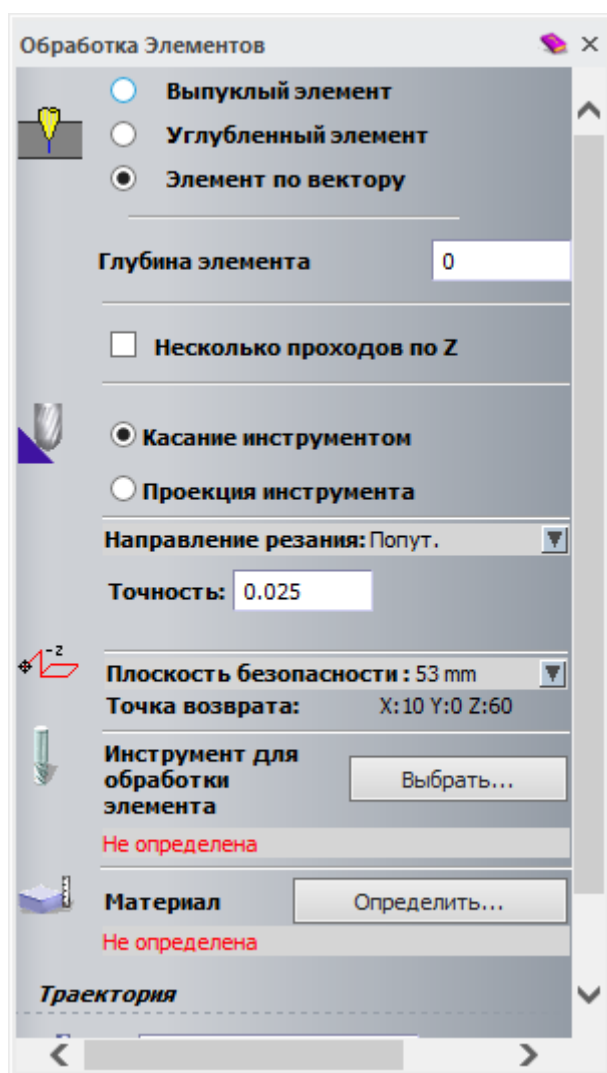 Обработка Элементов
Выпуклый элемент
Углубленный элемент
Элемент по вектору
Глубина элемента 0
Несколько проходов по Z
Касание инструментом
Проекция инструмента
Направление резания: Попут.
Точность: 0.025
-Z
Плоскость безопасности : 53 mm
Точка возврата: X:10 Y:0 Z:60
Инструмент для
обработки
элемента
Выбрать...
Не определена
Материал Определить...
Не определена
Траектория